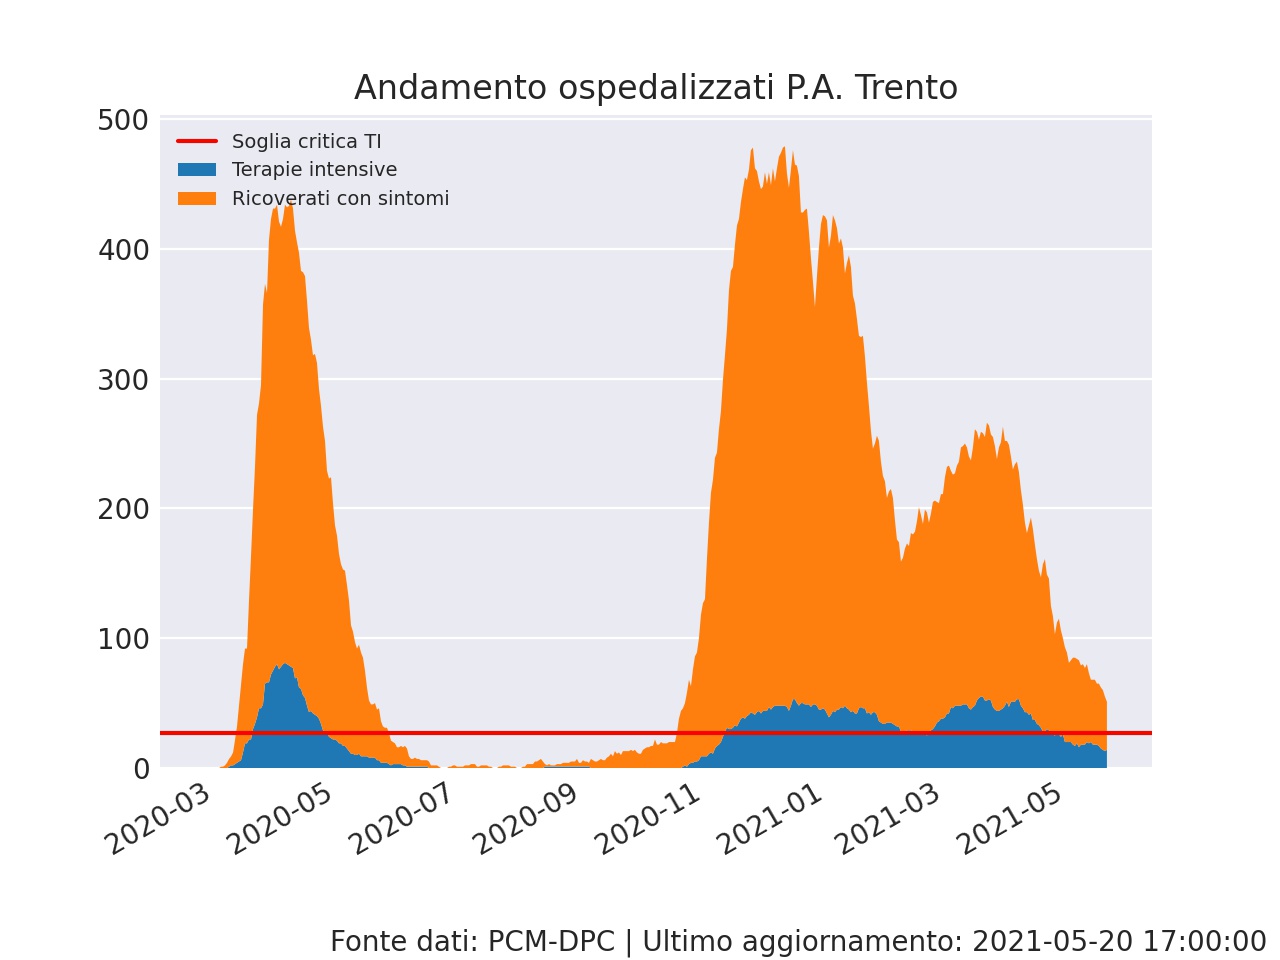 Andamento ospedalizzati P.A. Trento
500
400
300
200
100
0
Soglia critica TI
Terapie intensive
Ricoverati con sintomi
2020-03
2020-05
2020-07
2020-09
2020-11
2021-01
2021-03
2021-05
Fonte dati: PCM-DPC | Ultimo aggiornamento: 2021-05-20 17:00:00